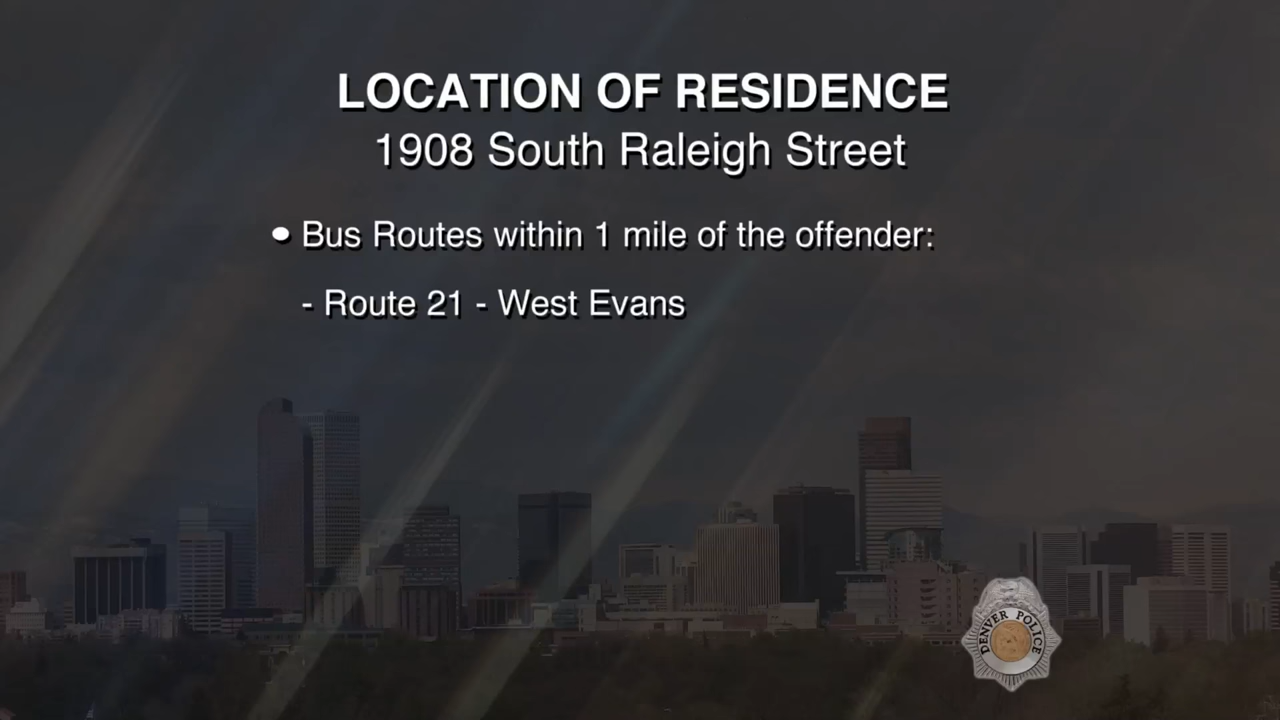 LOCATION OF RESIDENCE
1908 South Raleigh Street
• Bus Routes within 1 mile of the offender:
- Route 21 - West Evans
DENVER POLICE